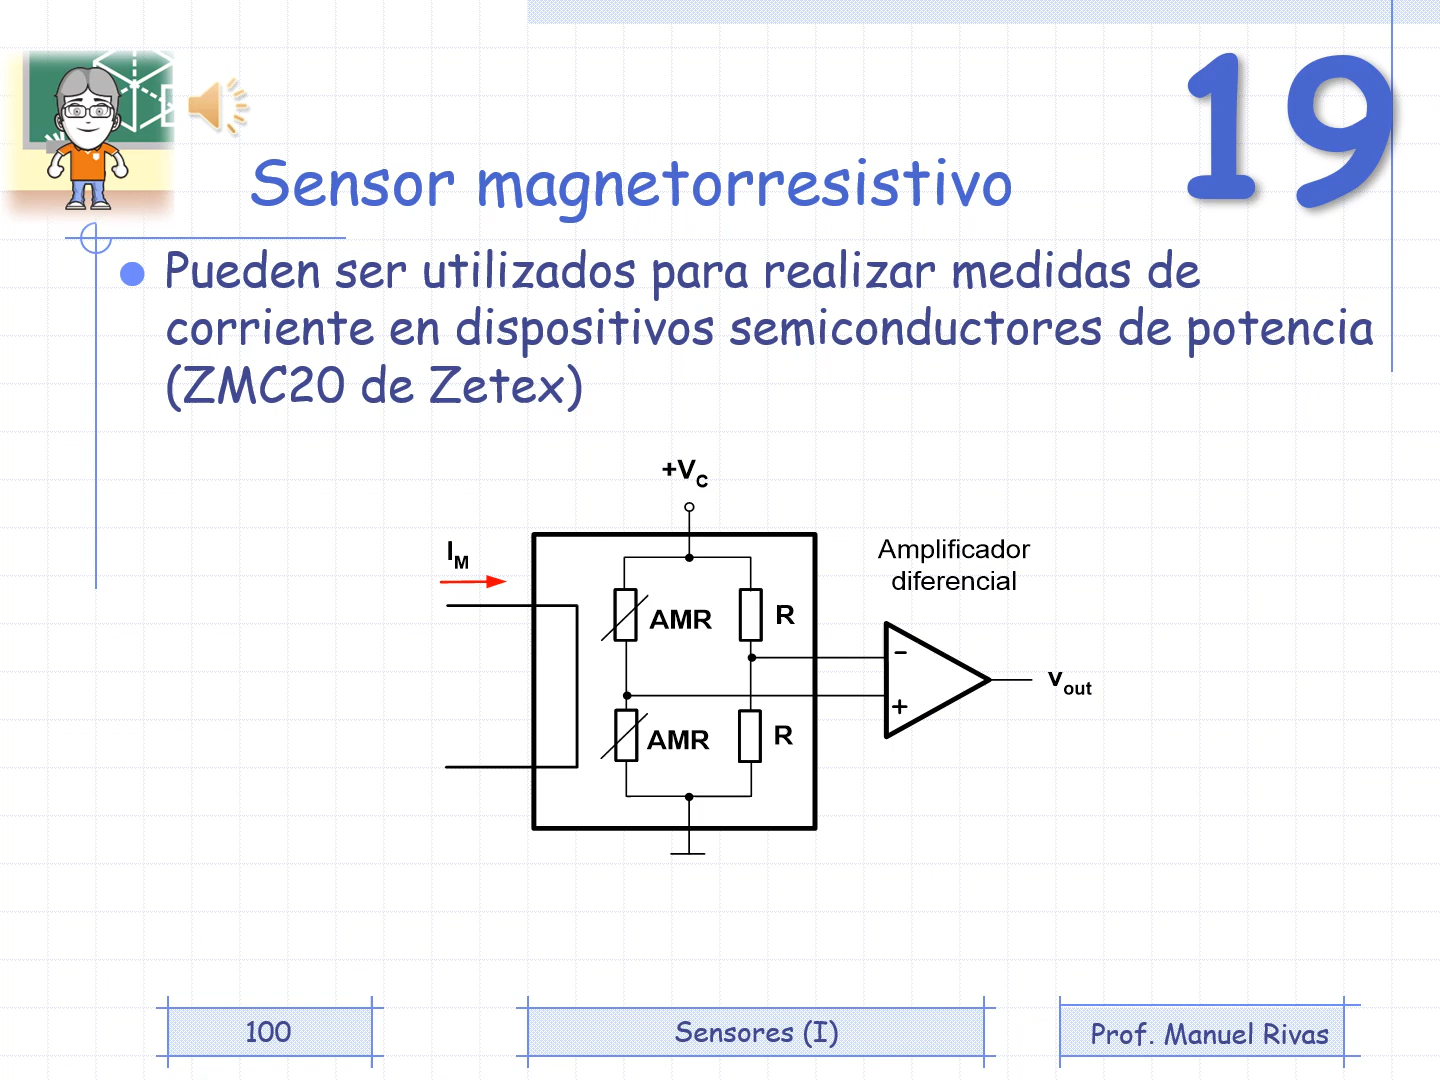 19
Sensor magnetorresistivo
Pueden ser utilizados para realizar medidas de
corriente en dispositivos semiconductores de potencia
(ZMC20 de Zetex)
+VC
IM
Amplificador
diferencial
AMR
R
−
vout
+
AMR
R
100
Sensores (I)
Prof. Manuel Rivas